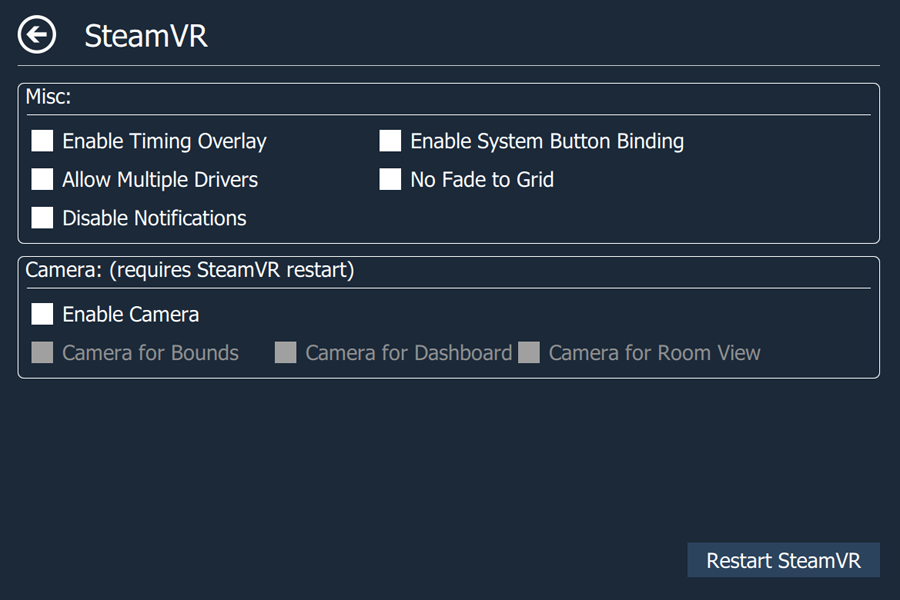 SteamVR
Misc:
Enable Timing Overlay Enable System Button Binding
Allow Multiple Drivers No Fade to Grid
Disable Notifications
Camera: (requires SteamVR restart)
Enable Camera
Camera for Bounds Camera for Dashboard Camera for Room View
Restart SteamVR